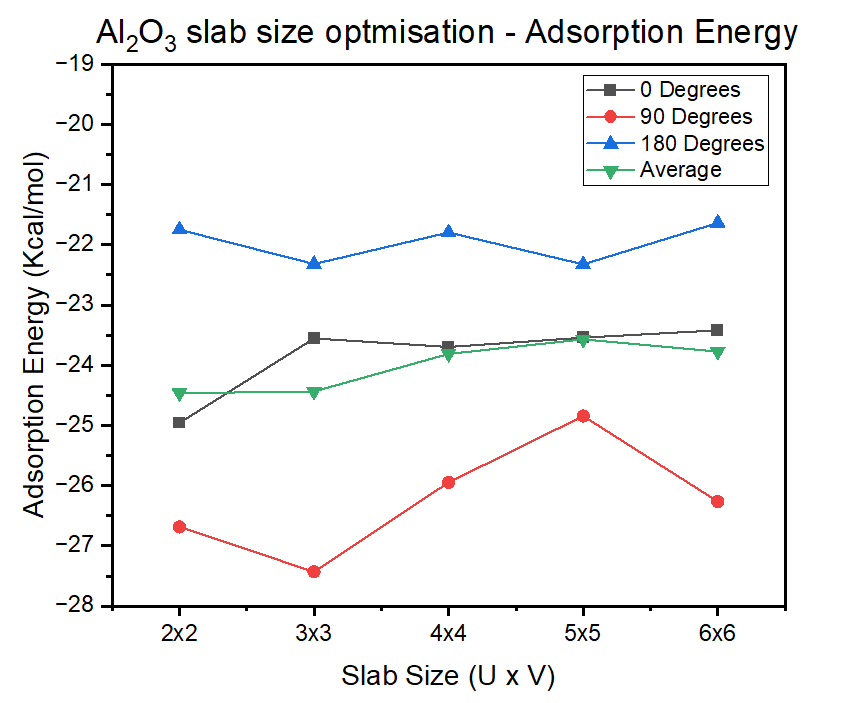 Al₂O₃ slab size optmisation - Adsorption Energy
−19
−20
−21
−22
−23
−24
−25
−26
−27
−28
Adsorption Energy (Kcal/mol)
0 Degrees
90 Degrees
180 Degrees
Average
2x2 3x3 4x4 5x5 6x6
Slab Size (U x V)